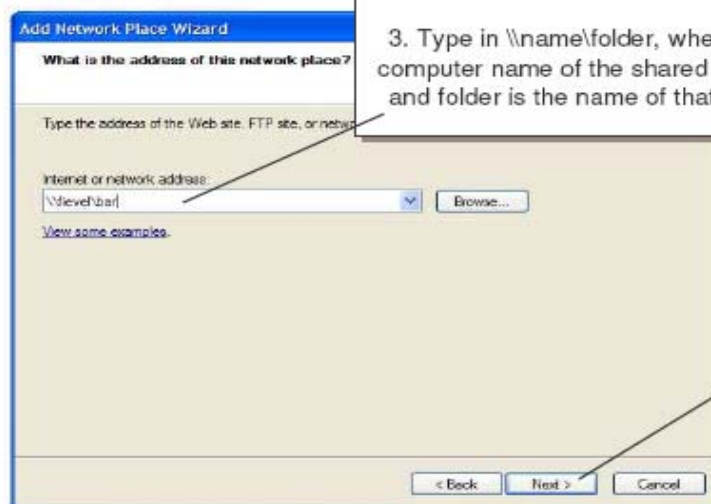 Add Network Place Wizard
What is the address of this network place?
3. Type in \\name\folder, whe
computer name of the shared
and folder is the name of that
Type the address of the Web site, FTP site, or netwo
Internet or network address:
\\fievel\bar
Browse...
View some examples.
< Back
Next >
Cancel